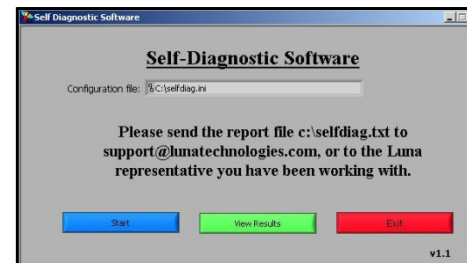 Self Diagnostic Software
Self-Diagnostic Software
Configuration file: C:\selfdiag.ini
Please send the report file c:\selfdiag.txt to
support@lunatechnologies.com, or to the Luna
representative you have been working with.
Start View Results Exit
v1.1